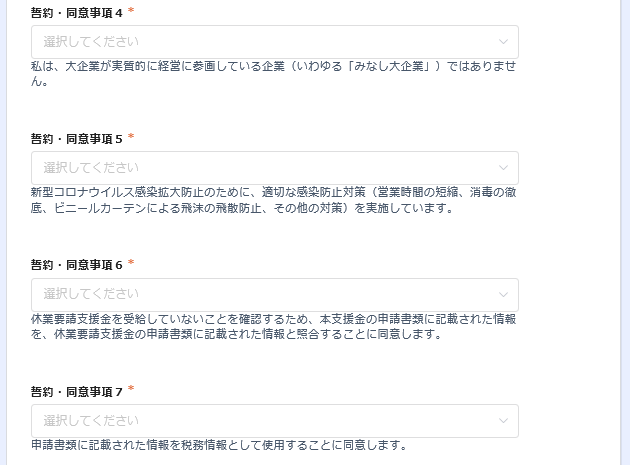 誓約・同意事項4 *
選択してください
私は、大企業が実質的に経営に参画している企業（いわゆる「みなし大企業」）ではありませ
ん。
誓約・同意事項5 *
選択してください
新型コロナウイルス感染拡大防止のために、適切な感染防止対策（営業時間の短縮、消毒の徹
底、ビニールカーテンによる飛沫の飛散防止、その他の対策）を実施しています。
誓約・同意事項6 *
選択してください
休業要請支援金を受給していないことを確認するため、本支援金の申請書類に記載された情報
を、休業要請支援金の申請書類に記載された情報と照合することに同意します。
誓約・同意事項7 *
選択してください
申請書類に記載された情報を税務情報として使用することに同意します。